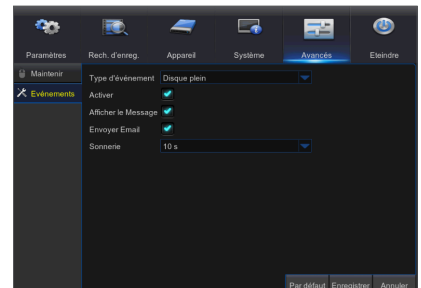 Paramètres Rech. d'enreg. Appareil Système Avancés Eteindre
Maintenir
Evénements
Type d'événement Disque plein
Activer
Afficher le Message
Envoyer Email
Sonnerie 10 s
Par défaut Enregistrer Annuler